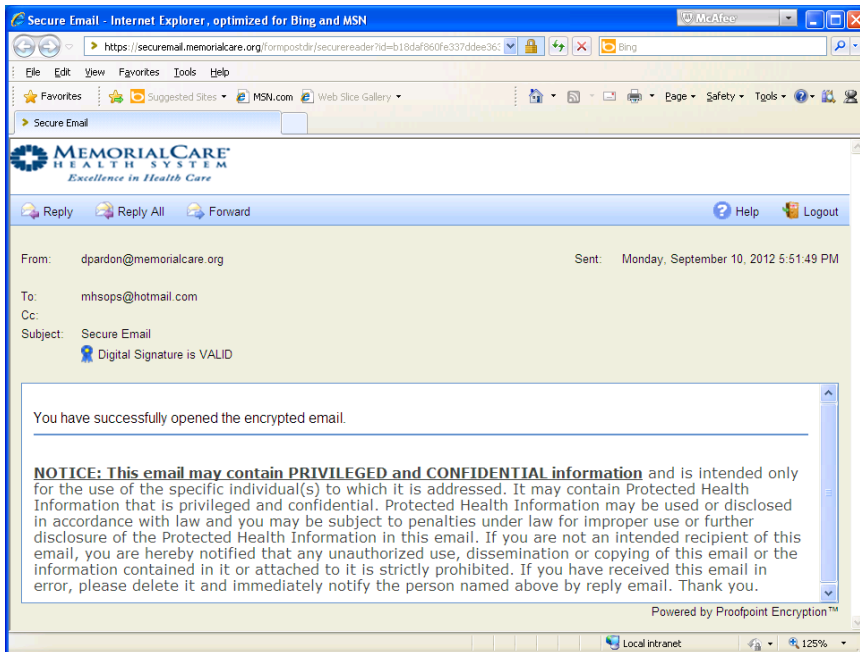 Secure Email - Internet Explorer, optimized for Bing and MSN
McAfee
https://securemail.memorialcare.org/formpostdir/securereader?id=b18daf860fe337ddee363
Bing
File Edit View Favorites Tools Help
Favorites Suggested Sites MSN.com Web Slice Gallery Page Safety Tools
Secure Email
MEMORIALCARE
HEALTH SYSTEM
Excellence in Health Care
Reply Reply All Forward Help Logout
From: dpardon@memorialcare.org Sent: Monday, September 10, 2012 5:51:49 PM
To: mhsops@hotmail.com
Cc:
Subject: Secure Email
Digital Signature is VALID
You have successfully opened the encrypted email.
NOTICE: This email may contain PRIVILEGED and CONFIDENTIAL information and is intended only
for the use of the specific individual(s) to which it is addressed. It may contain Protected Health
Information that is privileged and confidential. Protected Health Information may be used or disclosed
in accordance with law and you may be subject to penalties under law for improper use or further
disclosure of the Protected Health Information in this email. If you are not an intended recipient of this
email, you are hereby notified that any unauthorized use, dissemination or copying of this email or the
information contained in it or attached to it is strictly prohibited. If you have received this email in
error, please delete it and immediately notify the person named above by reply email. Thank you.
Powered by Proofpoint Encryption™
Local intranet 125%